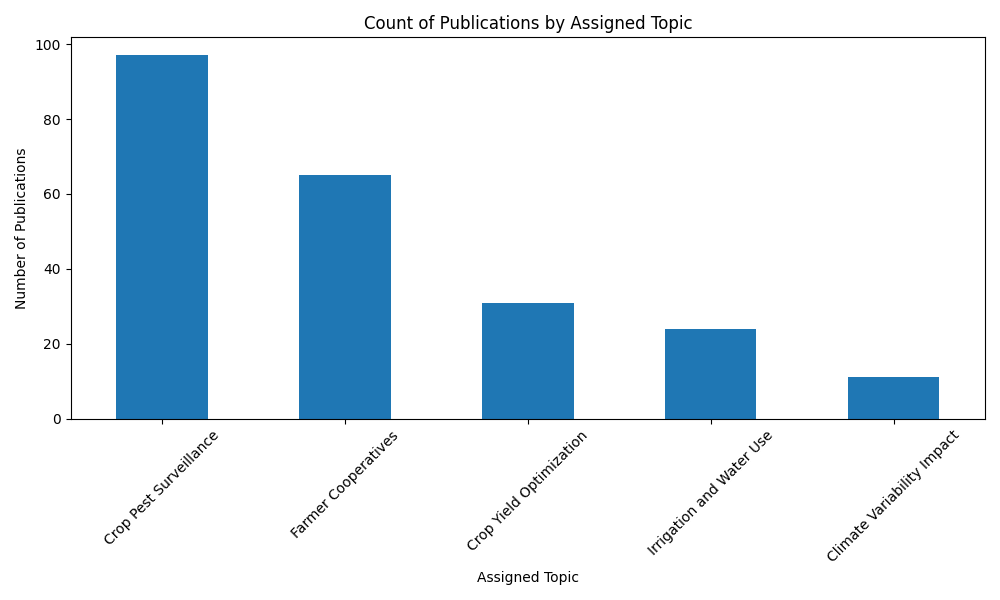 Count of Publications by Assigned Topic
Number of Publications
100
80
60
40
20
0
Crop Pest Surveillance
Farmer Cooperatives
Crop Yield Optimization
Irrigation and Water Use
Climate Variability Impact
Assigned Topic